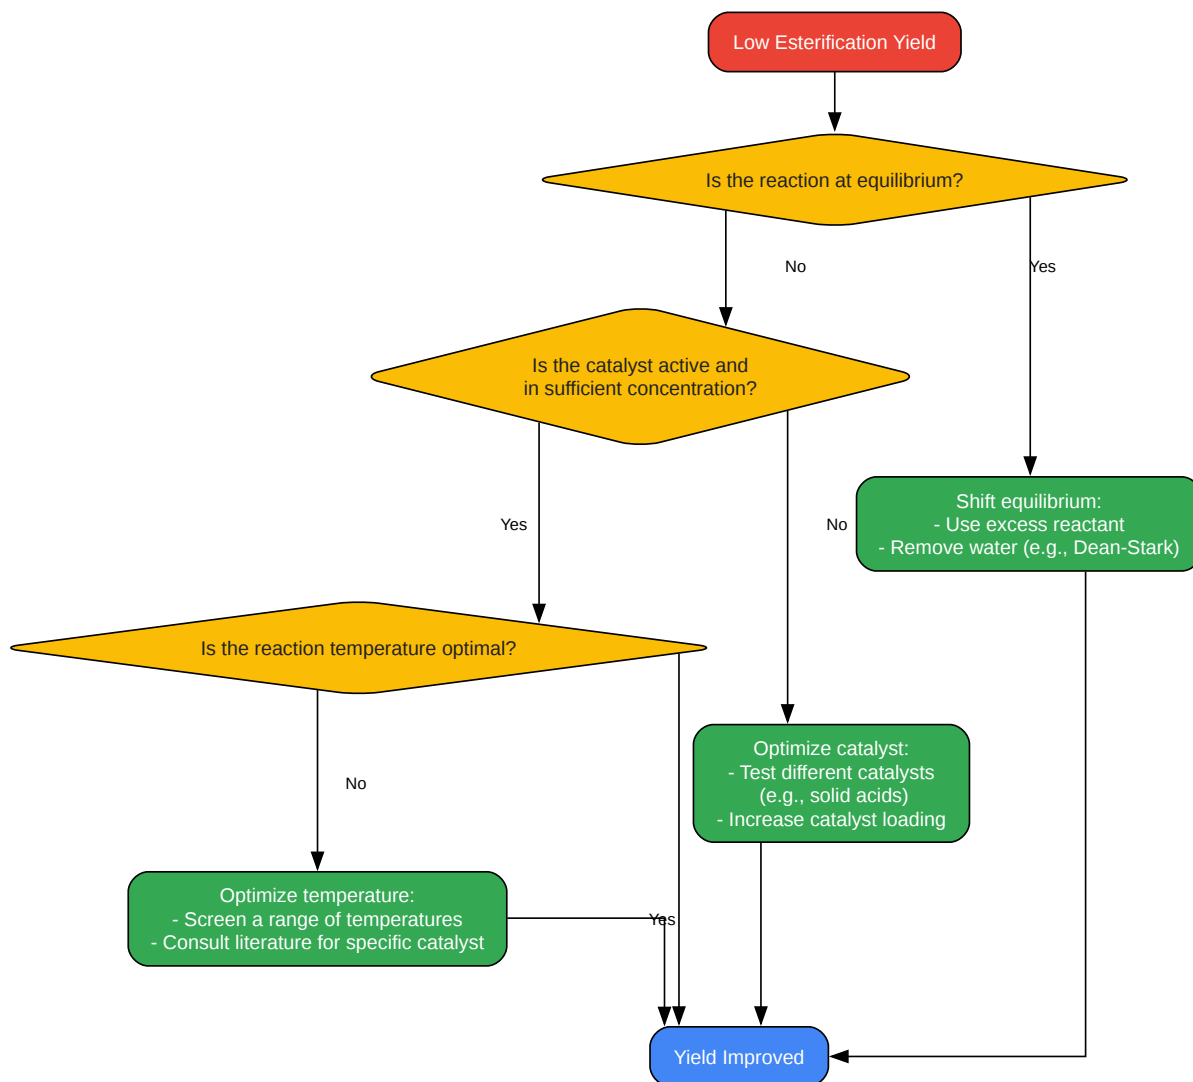 Low Esterification Yield
Is the reaction at equilibrium?
No
Yes
Is the catalyst active and
in sufficient concentration?
Shift equilibrium:
- Use excess reactant
- Remove water (e.g., Dean-Stark)
Yes
No
Is the reaction temperature optimal?
Optimize catalyst:
- Test different catalysts
(e.g., solid acids)
- Increase catalyst loading
No
Optimize temperature:
- Screen a range of temperatures
- Consult literature for specific catalyst
Yes
Yield Improved